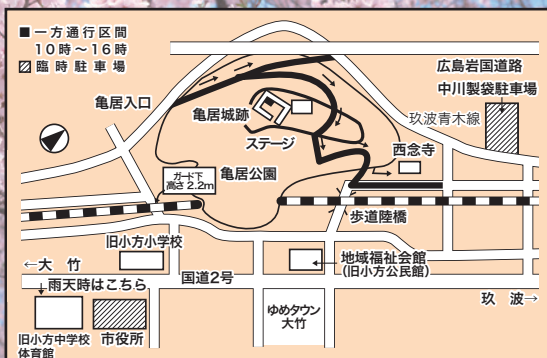 ■一方通行区間
10時〜16時
臨時駐車場
広島岩国道路
中川製袋駐車場
亀居入口
亀居城跡
玖波青木線
ステージ
西念寺
ガード下
高さ2.2m
亀居公園
歩道陸橋
旧小方小学校
地域福祉会館
(旧小方公民館)
←大 竹
国道2号
雨天時はこちら
玖 波→
ゆめタウン
大竹
旧小方中学校
体育館
市役所